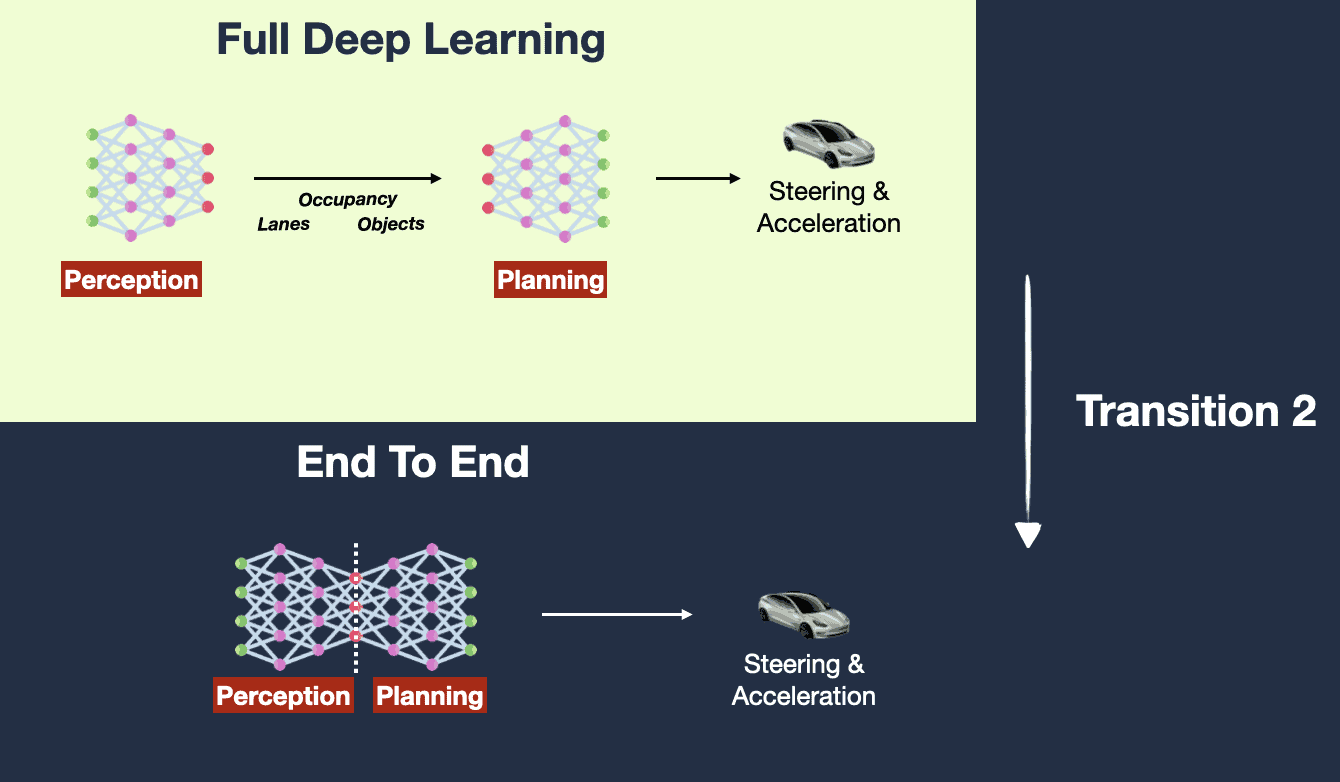 Full Deep Learning
Occupancy
Lanes
Objects
Steering &
Acceleration
Perception
Planning
Transition 2
End To End
Steering &
Acceleration
Perception
Planning